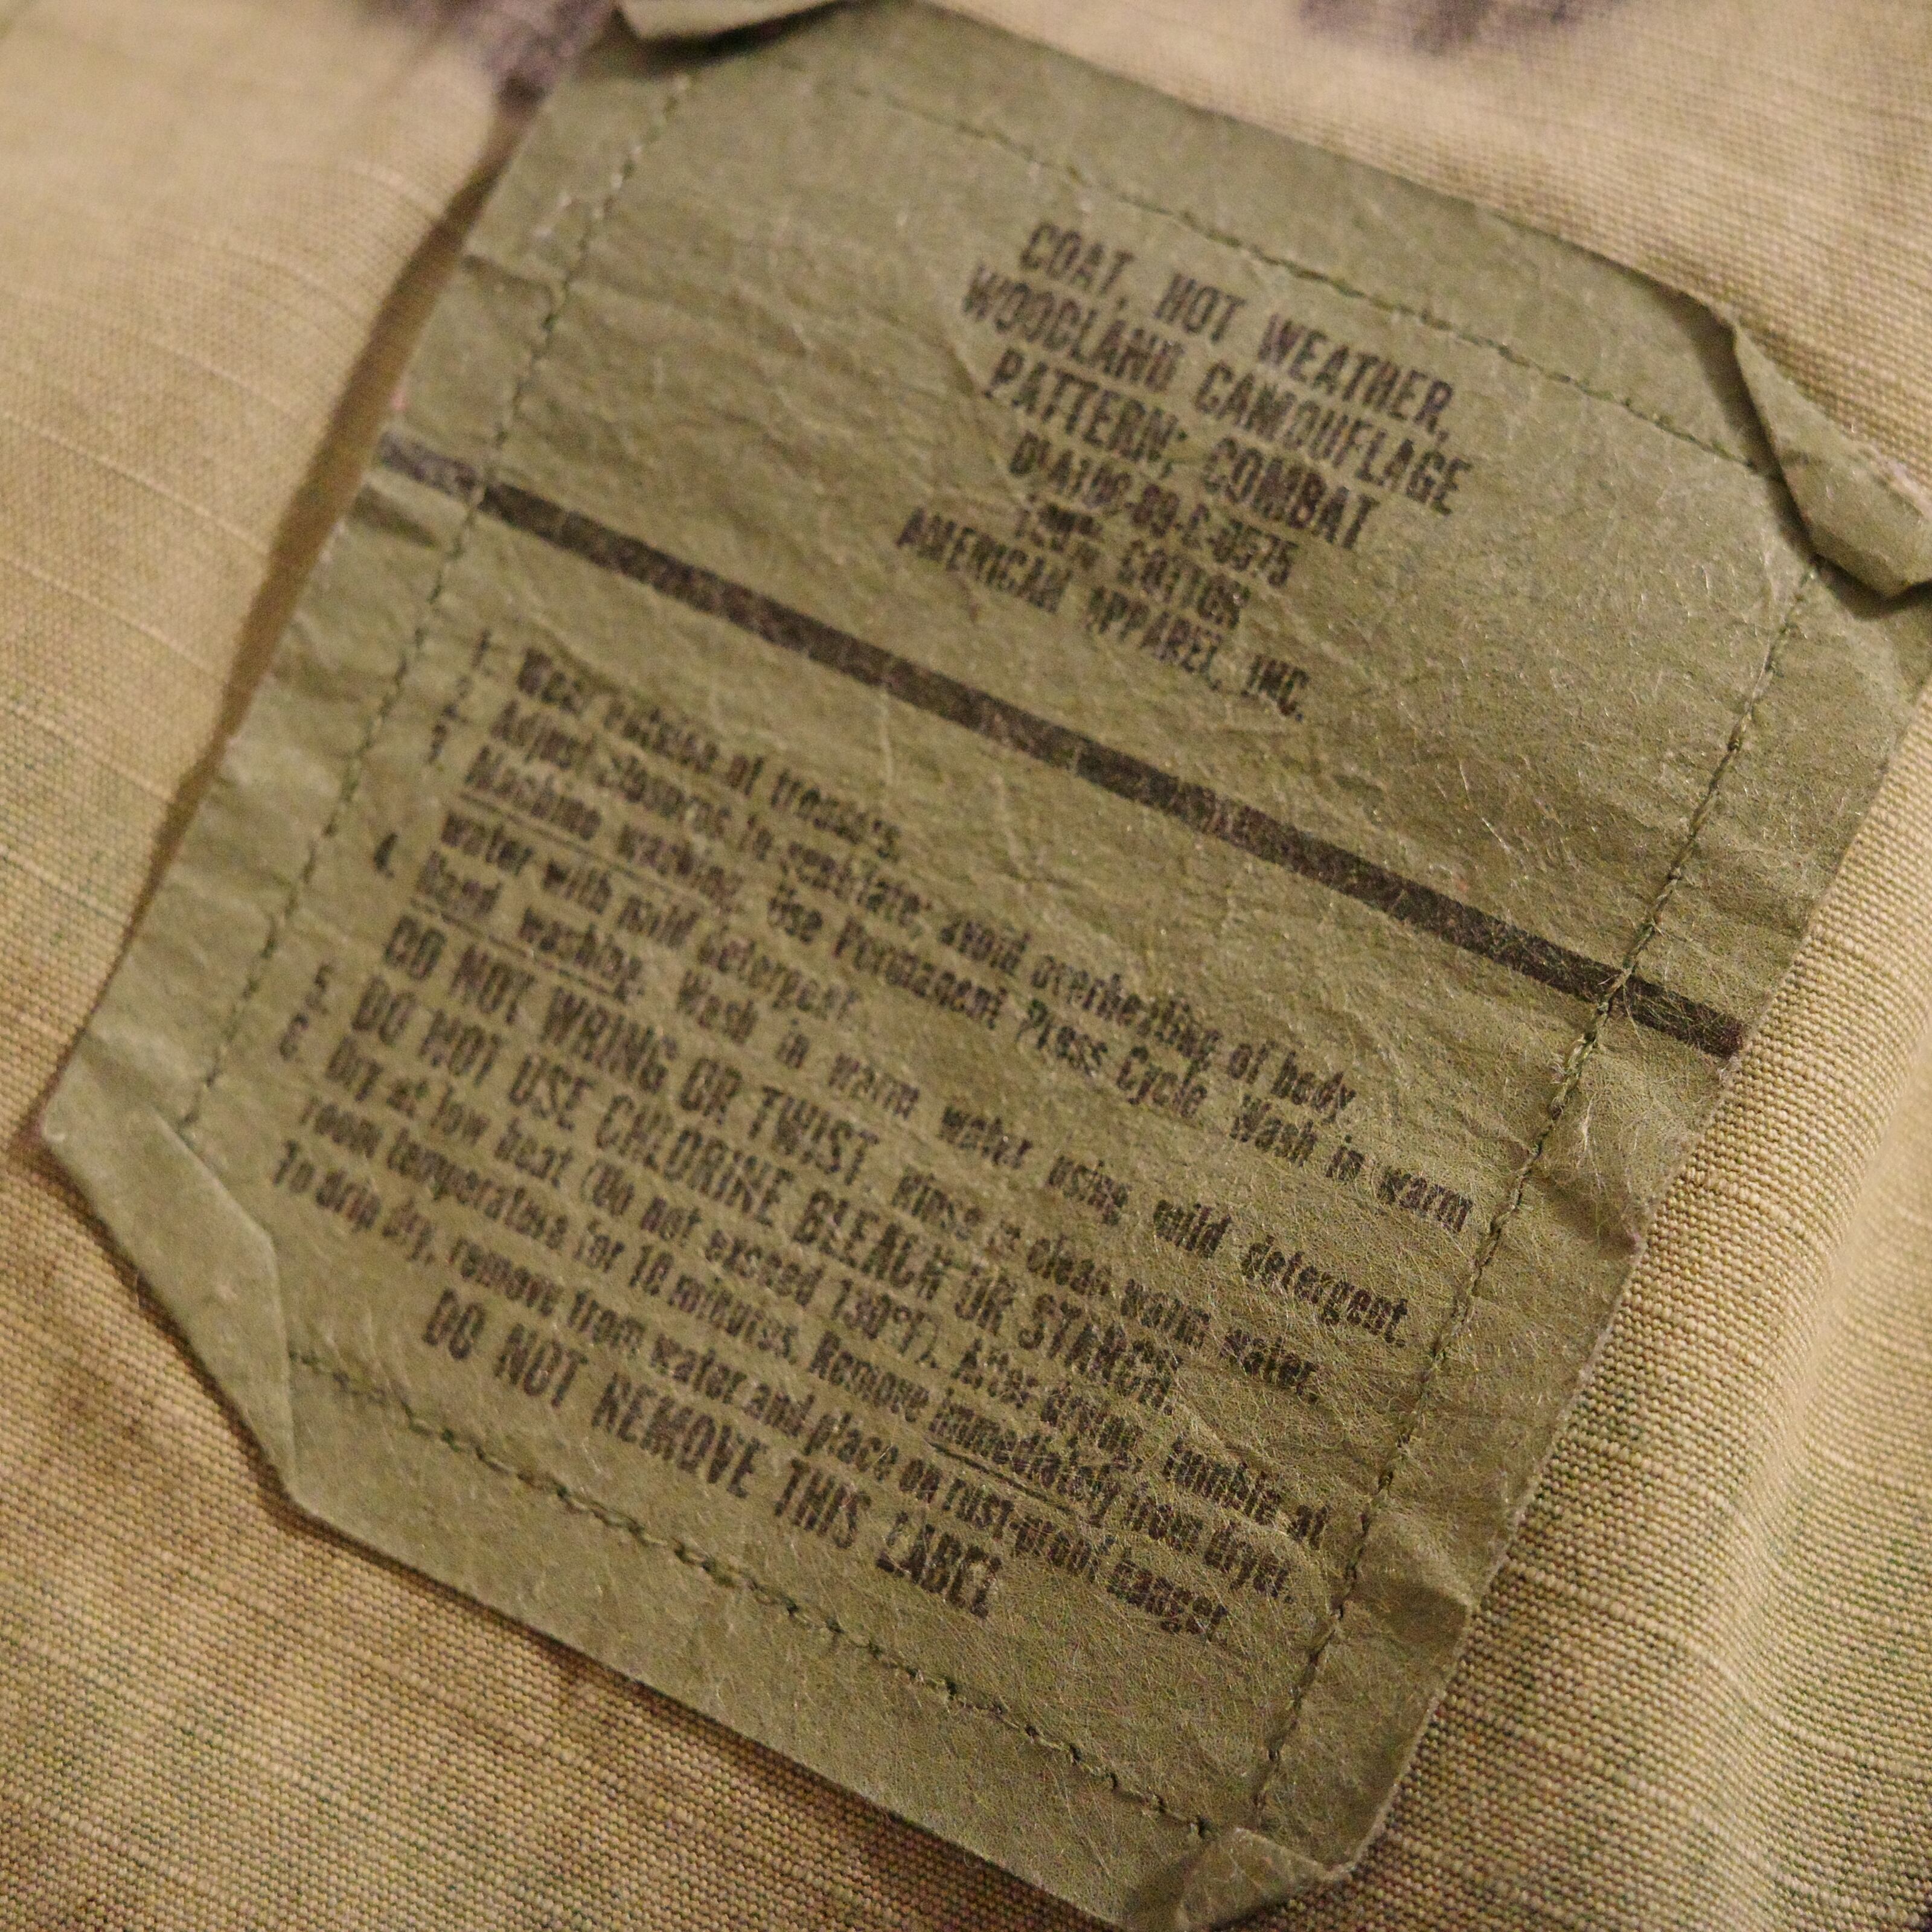 COAT, HOT WEATHER,
WOODLAND CAMOUFLAGE
PATTERN; COMBAT
DLA100-89-C-0575
100% COTTON
AMERICAN APPAREL, INC.
1. Wear outside of trousers.
2. Adjust closures to ventilate; avoid overheating of body.
3. Machine washing. Use Permanent Press Cycle. Wash in warm
water with mild detergent.
4. Hand washing. Wash in warm water using mild detergent.
DO NOT WRING OR TWIST. Rinse in clean warm water.
5. DO NOT USE CHLORINE BLEACH OR STARCH.
6. Dry at low heat (Do not exceed 130°F). After drying, tumble at
room temperature for 10 minutes. Remove immediately from dryer.
To drip dry, remove from water and place on rust-proof hanger.
DO NOT REMOVE THIS LABEL